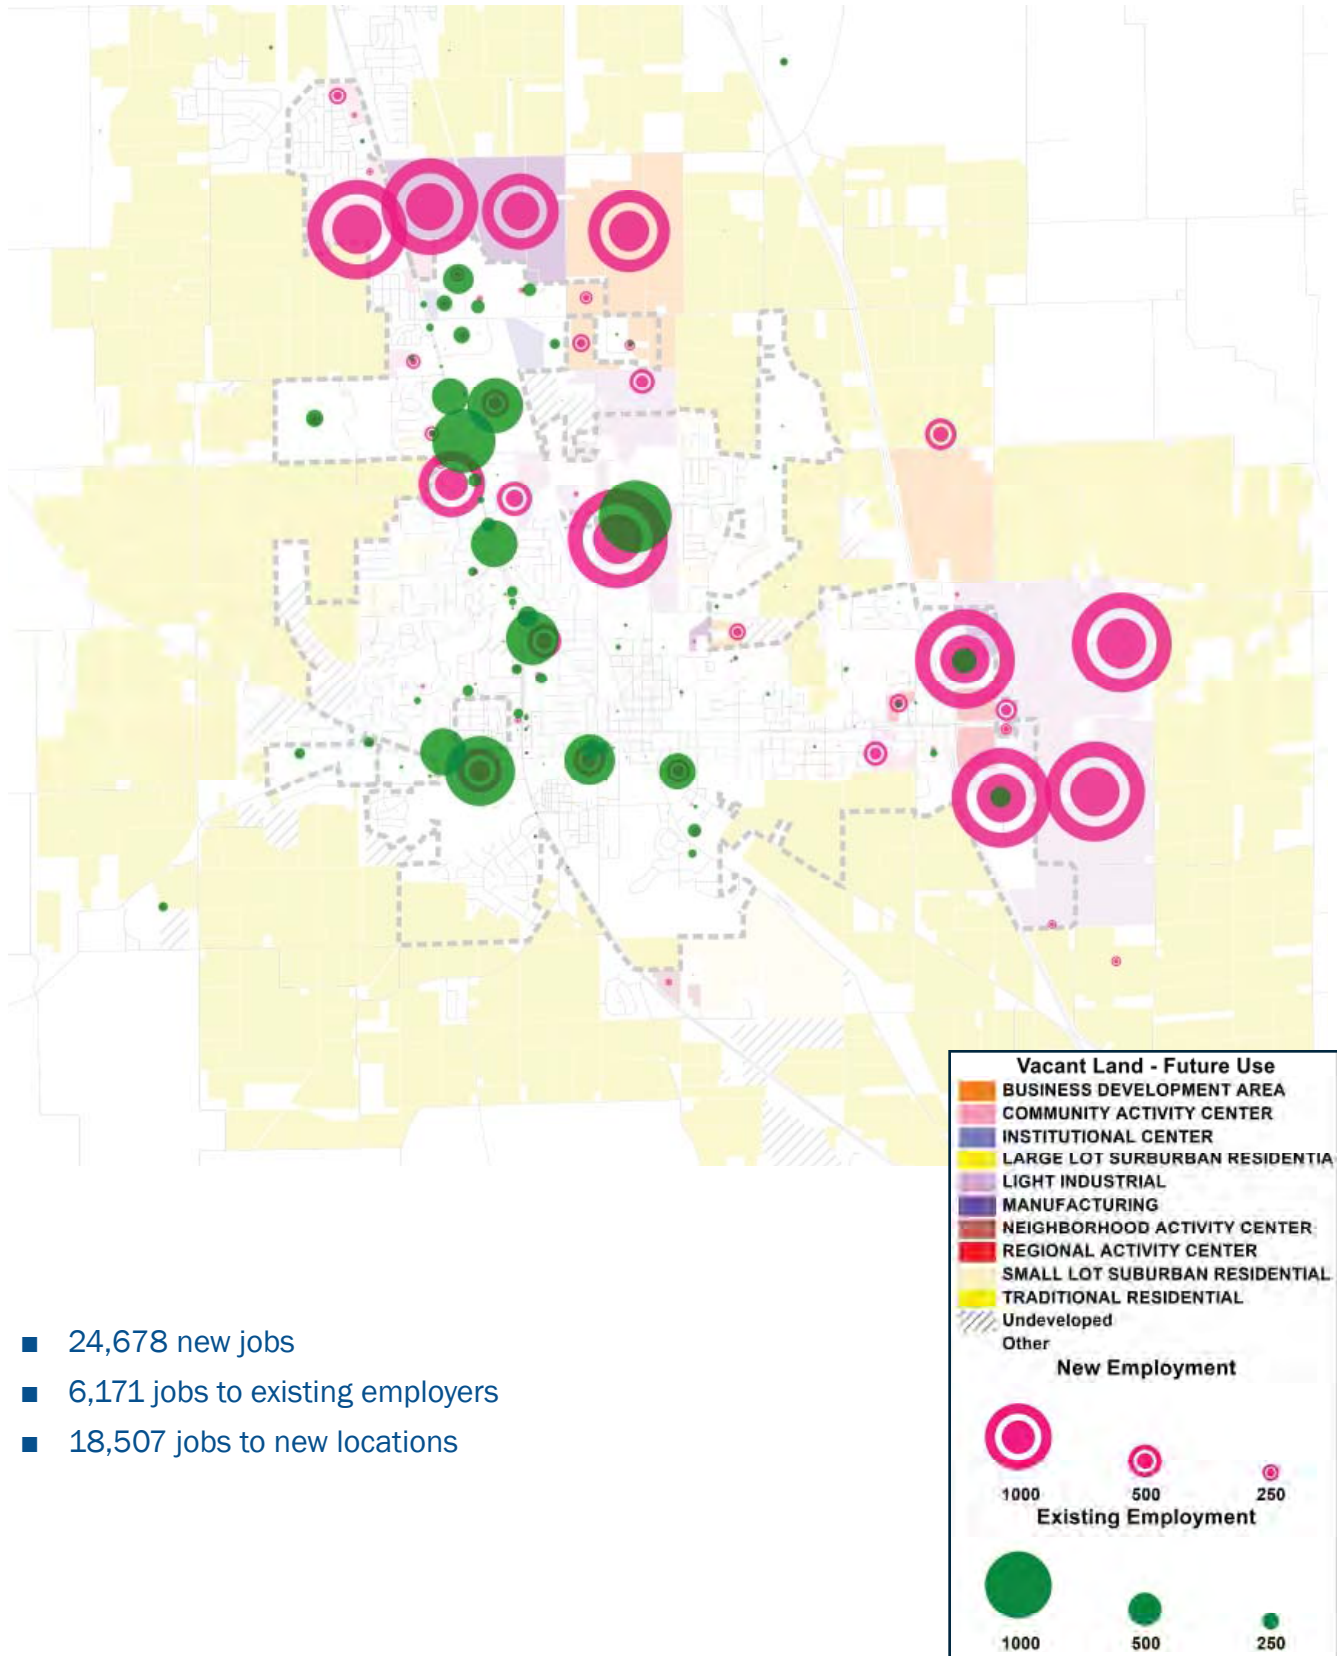 Vacant Land - Future Use
BUSINESS DEVELOPMENT AREA
COMMUNITY ACTIVITY CENTER
INSTITUTIONAL CENTER
LARGE LOT SURBURBAN RESIDENTIA
LIGHT INDUSTRIAL
MANUFACTURING
NEIGHBORHOOD ACTIVITY CENTER
REGIONAL ACTIVITY CENTER
SMALL LOT SUBURBAN RESIDENTIAL
TRADITIONAL RESIDENTIAL
Undeveloped
Other
New Employment
1000 500 250
Existing Employment
1000 500 250
■ 24,678 new jobs
■ 6,171 jobs to existing employers
■ 18,507 jobs to new locations